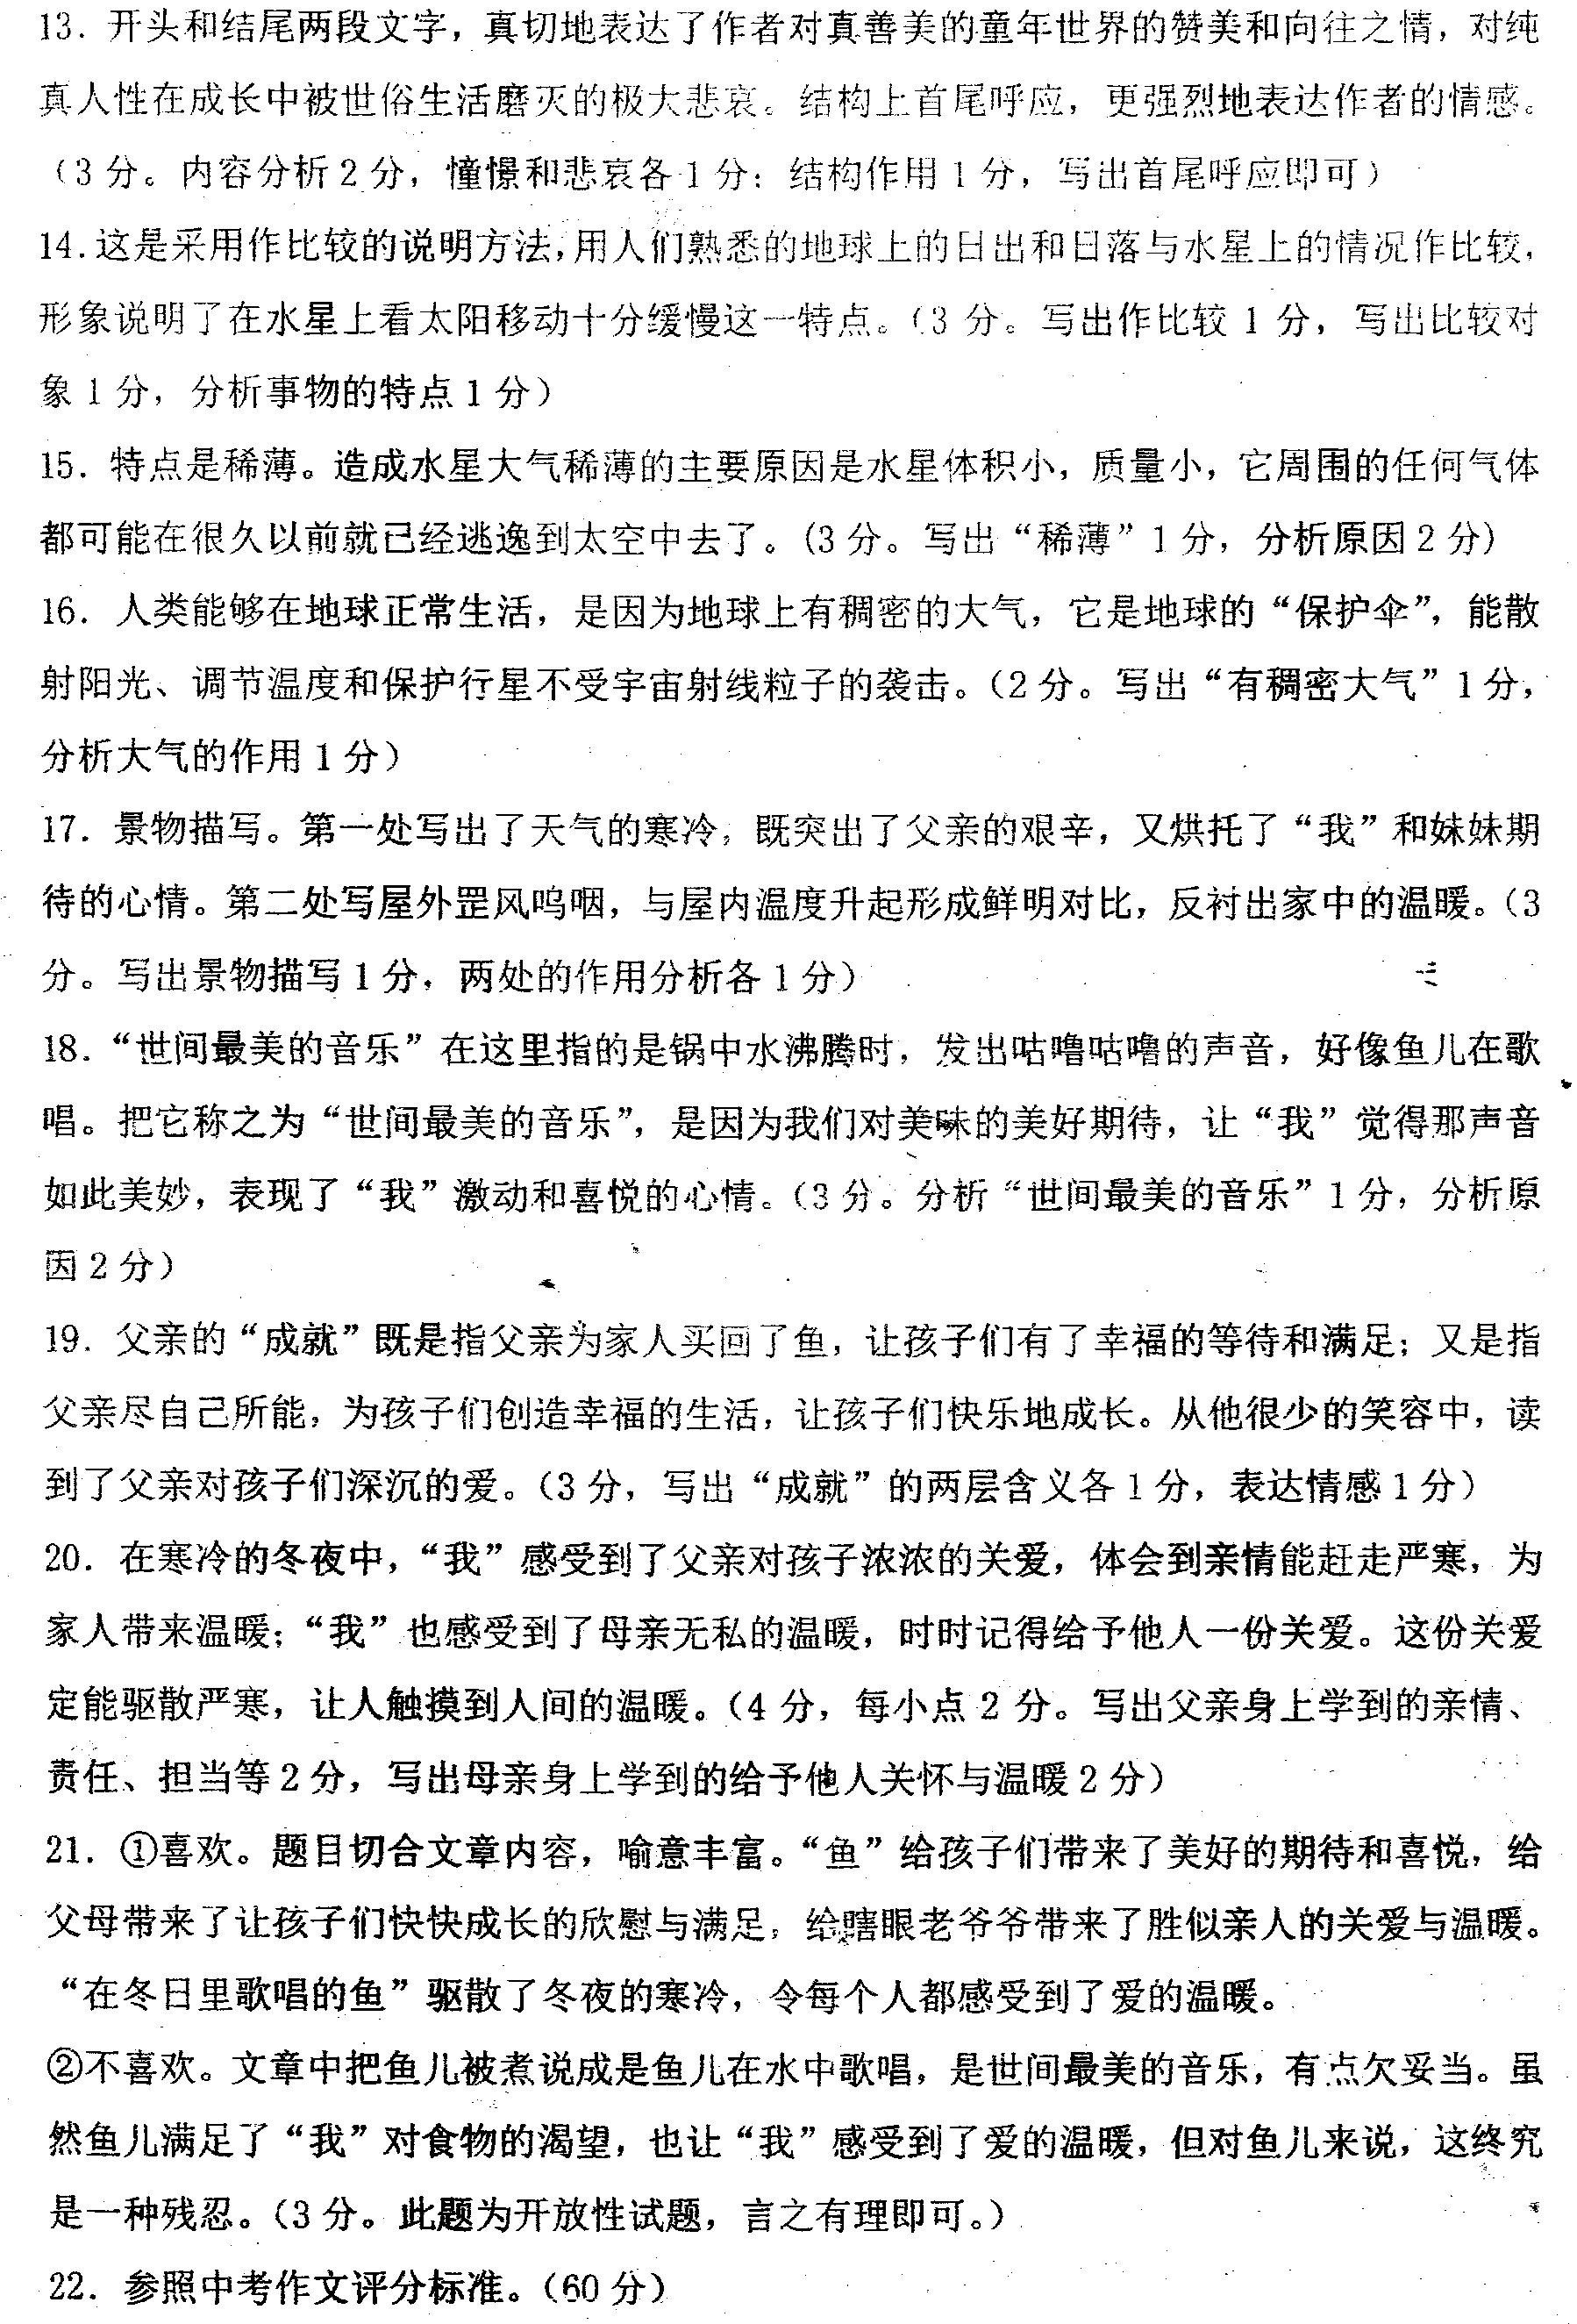 13. 开头和结尾两段文字，真切地表达了作者对真善美的童年世界的赞美和向往之情，对纯
真人性在成长中被世俗生活磨灭的极大悲哀。结构上首尾呼应，更强烈地表达作者的情感。
（3 分。内容分析 2 分，憧憬和悲哀各 1 分；结构作用 1 分，写出首尾呼应即可）
14. 这是采用作比较的说明方法，用人们熟悉的地球上的日出和日落与水星上的情况作比较，
形象说明了在水星上看太阳移动十分缓慢这一特点。（3 分。写出作比较 1 分，写出比较对
象 1 分，分析事物的特点 1 分）
15. 特点是稀薄。造成水星大气稀薄的主要原因是水星体积小，质量小，它周围的任何气体
都可能在很久以前就已经逃逸到太空中去了。（3 分。写出“稀薄”1 分，分析原因 2 分）
16. 人类能够在地球正常生活，是因为地球上有稠密的大气，它是地球的“保护伞”，能散
射阳光、调节温度和保护行星不受宇宙射线粒子的袭击。（2 分。写出“有稠密大气”1 分，
分析大气的作用 1 分）
17. 景物描写。第一处写出了天气的寒冷，既突出了父亲的艰辛，又烘托了“我”和妹妹期
待的心情。第二处写屋外罡风呜咽，与屋内温度升起形成鲜明对比，反衬出家中的温暖。（3
分。写出景物描写 1 分，两处的作用分析各 1 分）
18. “世间最美的音乐”在这里指的是锅中水沸腾时，发出咕噜咕噜的声音，好像鱼儿在歌
唱。把它称之为“世间最美的音乐”，是因为我们对美味的美好期待，让“我”觉得那声音
如此美妙，表现了“我”激动和喜悦的心情。（3 分。分析“世间最美的音乐”1 分，分析原
因 2 分）
19. 父亲的“成就”既是指父亲为家人买回了鱼，让孩子们有了幸福的等待和满足；又是指
父亲尽自己所能，为孩子们创造幸福的生活，让孩子们快乐地成长。从他很少的笑容中，读
到了父亲对孩子们深沉的爱。（3 分，写出“成就”的两层含义各 1 分，表达情感 1 分）
20. 在寒冷的冬夜中，“我”感受到了父亲对孩子浓浓的关爱，体会到亲情能赶走严寒，为
家人带来温暖；“我”也感受到了母亲无私的温暖，时时记得给予他人一份关爱。这份关爱
定能驱散严寒，让人触摸到人间的温暖。（4 分，每小点 2 分。写出父亲身上学到的亲情、
责任、担当等 2 分，写出母亲身上学到的给予他人关怀与温暖 2 分）
21. ①喜欢。题目切合文章内容，喻意丰富。“鱼”给孩子们带来了美好的期待和喜悦，给
父母带来了让孩子们快快成长的欣慰与满足，给瞎眼老爷爷带来了胜似亲人的关爱与温暖。
“在冬日里歌唱的鱼”驱散了冬夜的寒冷，令每个人都感受到了爱的温暖。
②不喜欢。文章中把鱼儿被煮说成是鱼儿在水中歌唱，是世间最美的音乐，有点欠妥当。虽
然鱼儿满足了“我”对食物的渴望，也让“我”感受到了爱的温暖，但对鱼儿来说，这终究
是一种残忍。（3 分。此题为开放性试题，言之有理即可。）
22. 参照中考作文评分标准。（60 分）